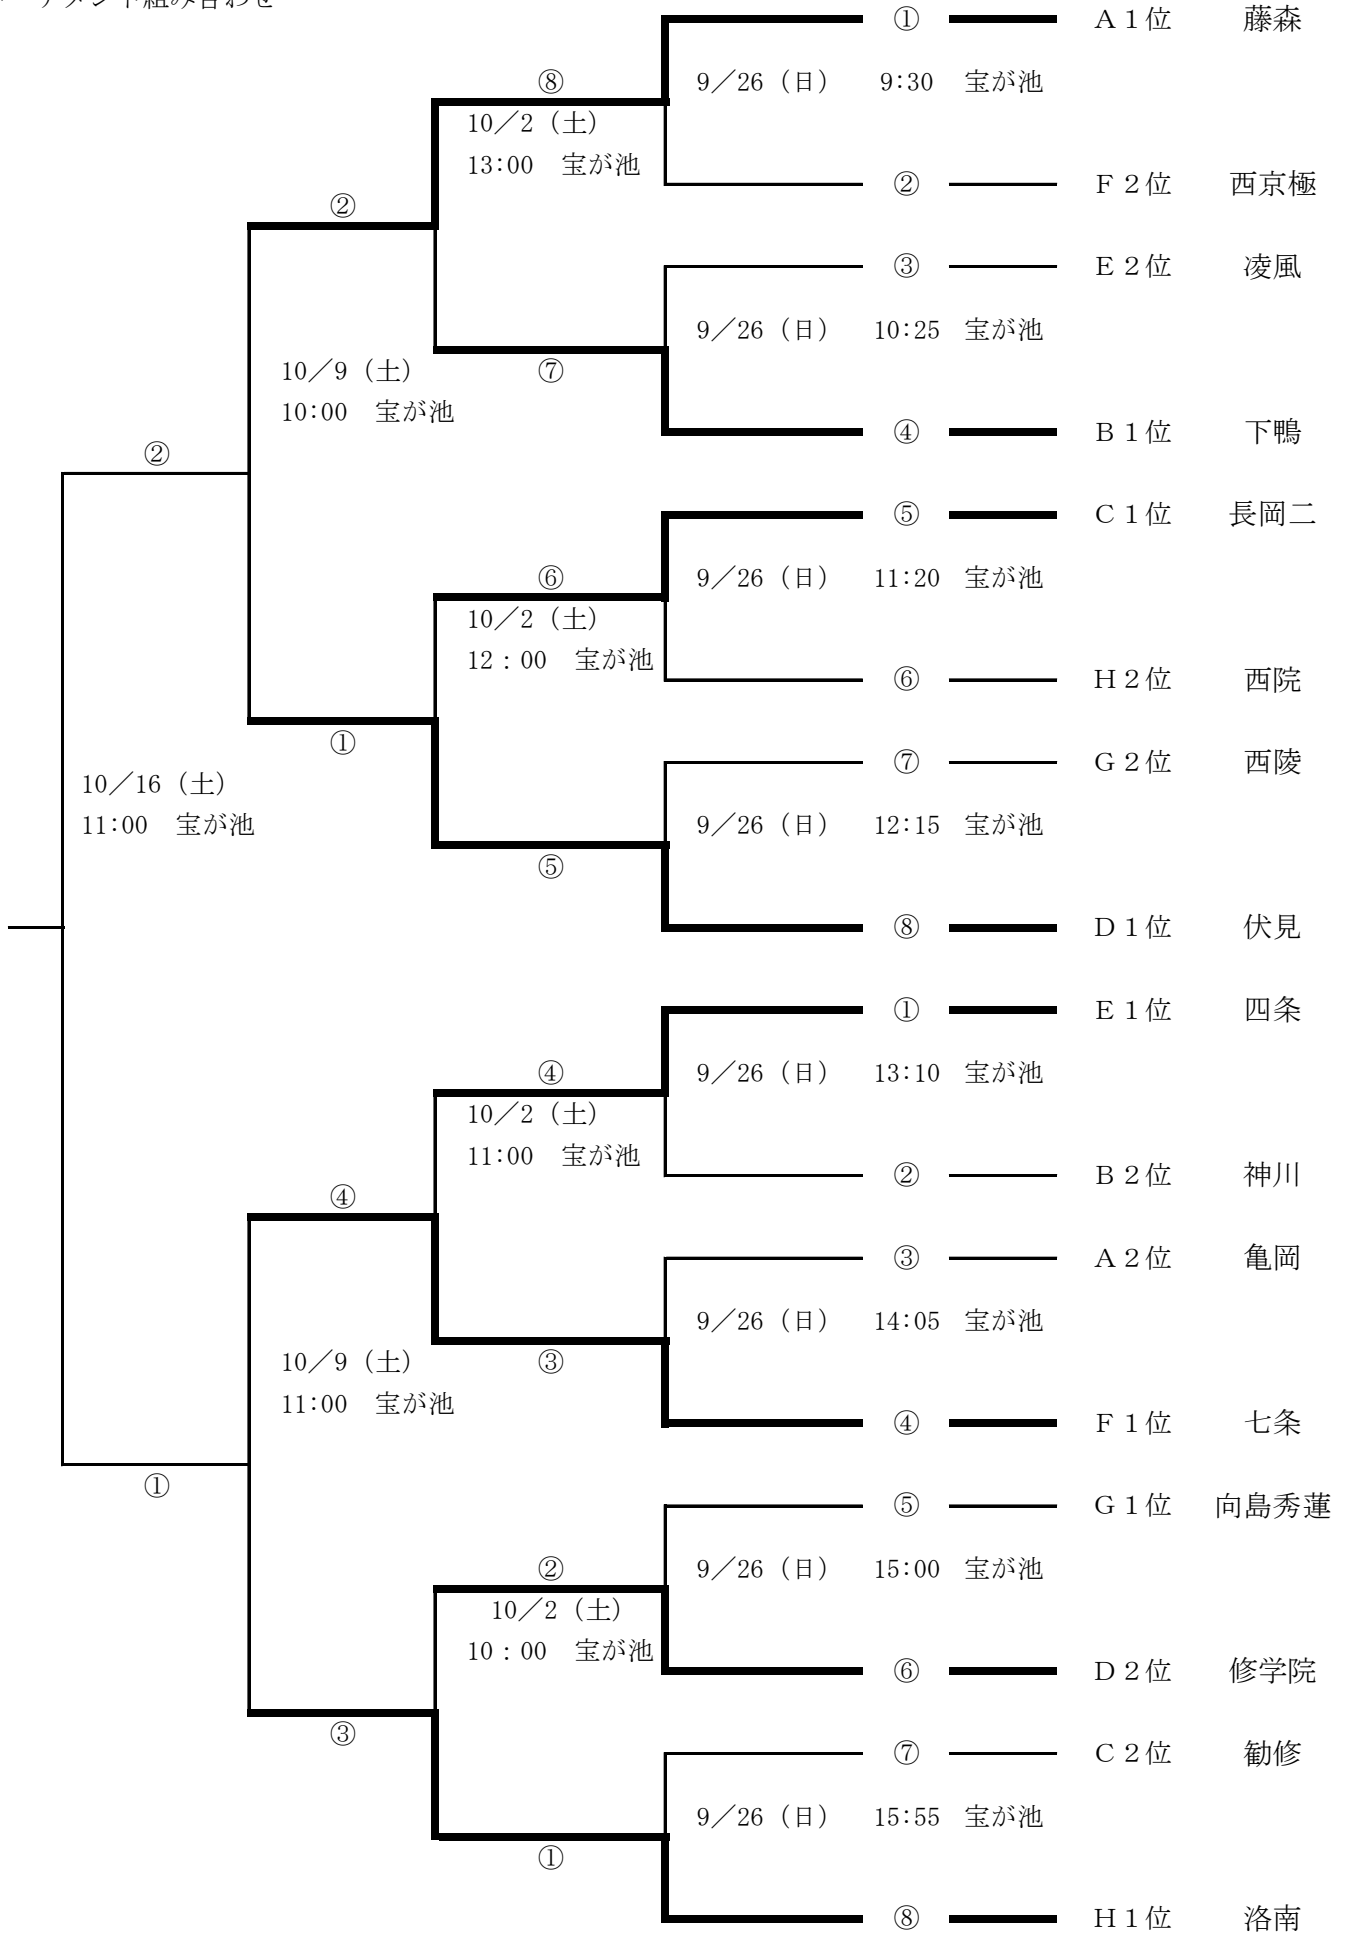 ーナメント組み合わせ
① A1位 藤森
9／26（日） 9:30 宝が池
⑧
10／2（土）
13:00 宝が池
② F2位 西京極
②
③ E2位 凌風
9／26（日） 10:25 宝が池
⑦
10／9（土）
10:00 宝が池
④ B1位 下鴨
②
⑤ C1位 長岡二
9／26（日） 11:20 宝が池
⑥
10／2（土）
12：00 宝が池
⑥ H2位 西院
①
⑦ G2位 西陵
10／16（土）
11:00 宝が池
9／26（日） 12:15 宝が池
⑤
⑧ D1位 伏見
① E1位 四条
9／26（日） 13:10 宝が池
④
10／2（土）
11:00 宝が池
② B2位 神川
④
③ A2位 亀岡
9／26（日） 14:05 宝が池
③
10／9（土）
11:00 宝が池
④ F1位 七条
①
⑤ G1位 向島秀蓮
9／26（日） 15:00 宝が池
②
10／2（土）
10：00 宝が池
⑥ D2位 修学院
③
⑦ C2位 勧修
9／26（日） 15:55 宝が池
①
⑧ H1位 洛南